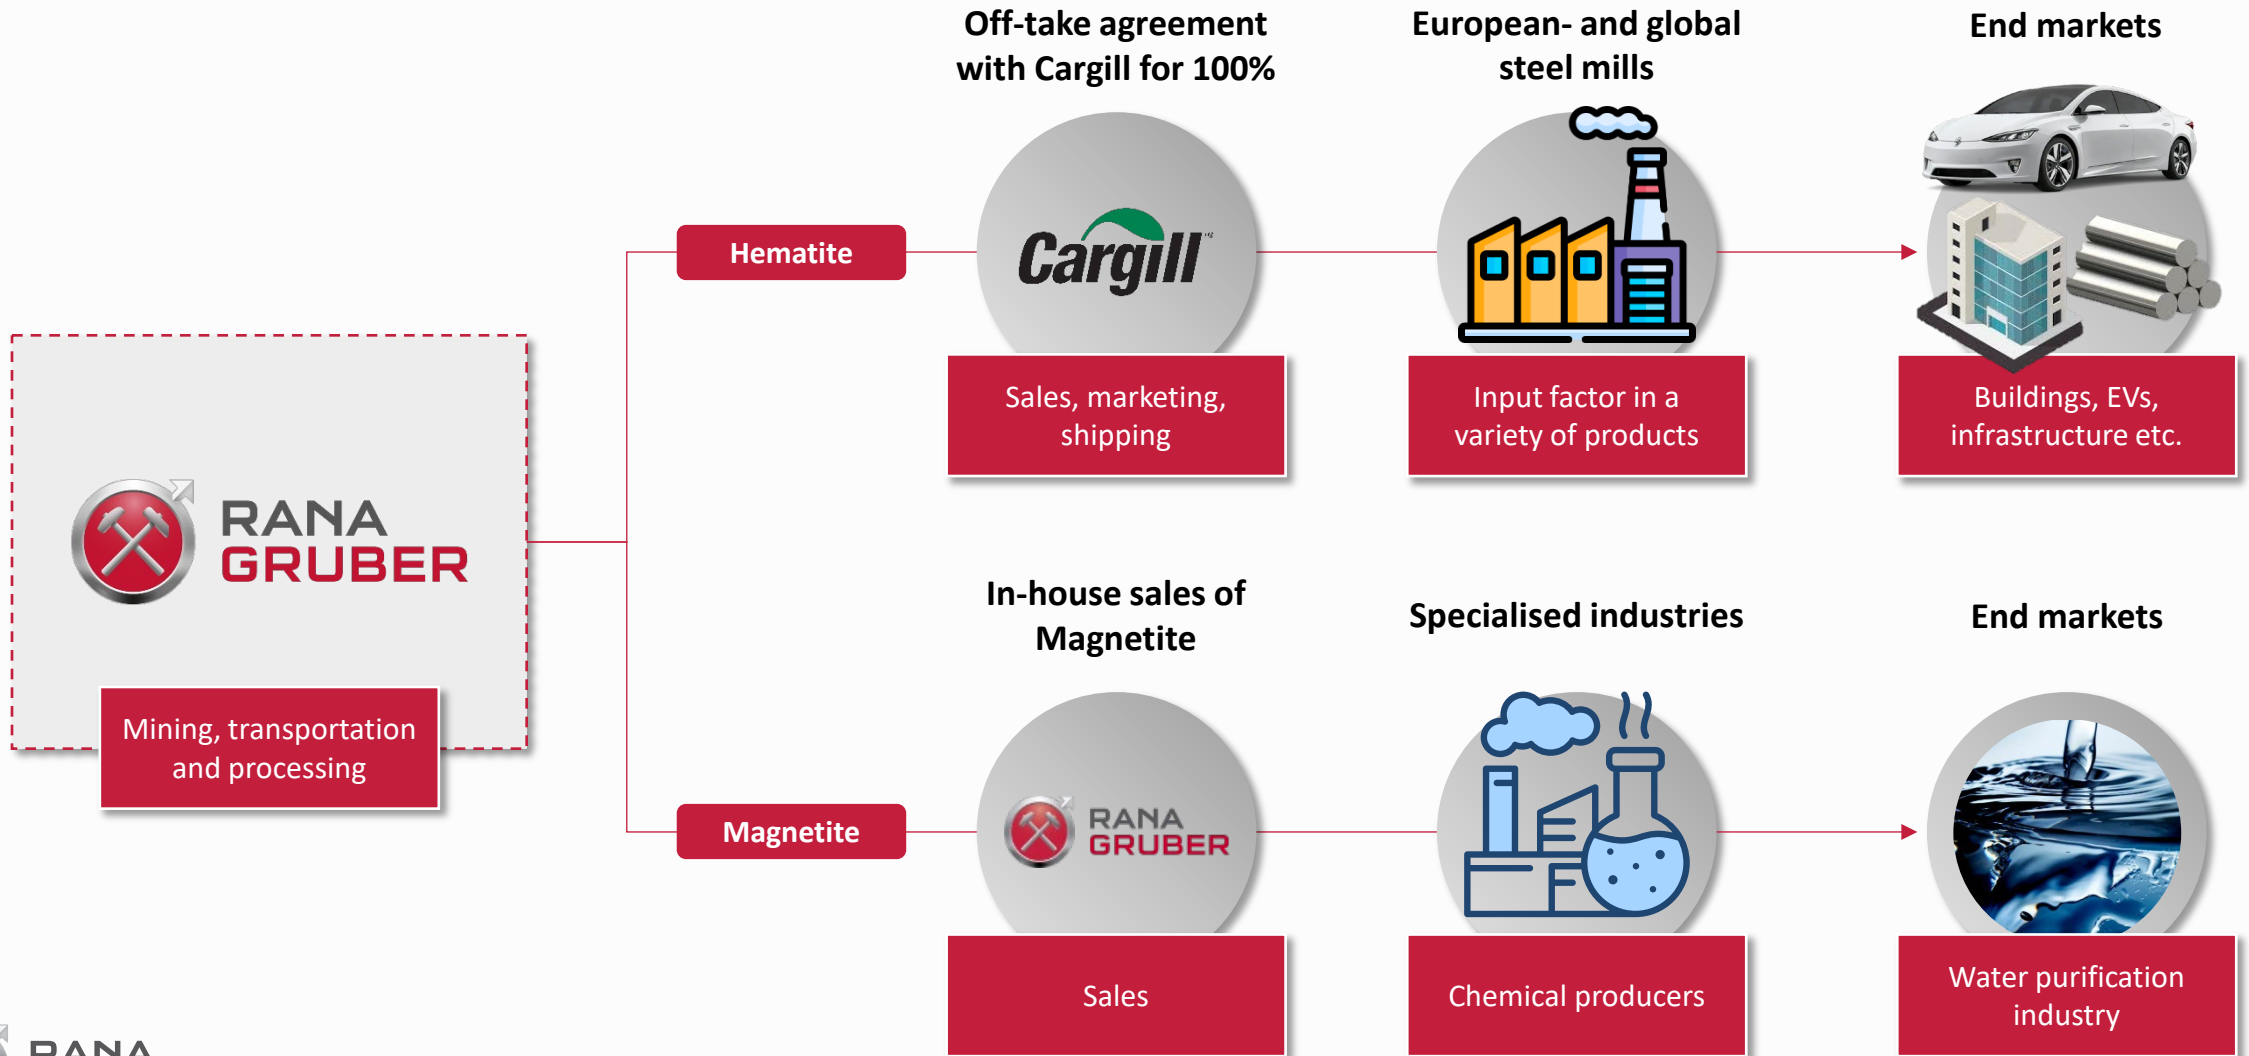 Off-take agreement
with Cargill for 100%
European- and global
steel mills
End markets
Hematite
Cargill
Sales, marketing,
shipping
Input factor in a
variety of products
Buildings, EVs,
infrastructure etc.
RANA
GRUBER
Mining, transportation
and processing
In-house sales of
Magnetite
Specialised industries
End markets
Magnetite
RANA
GRUBER
Sales
Chemical producers
Water purification
industry
RANA